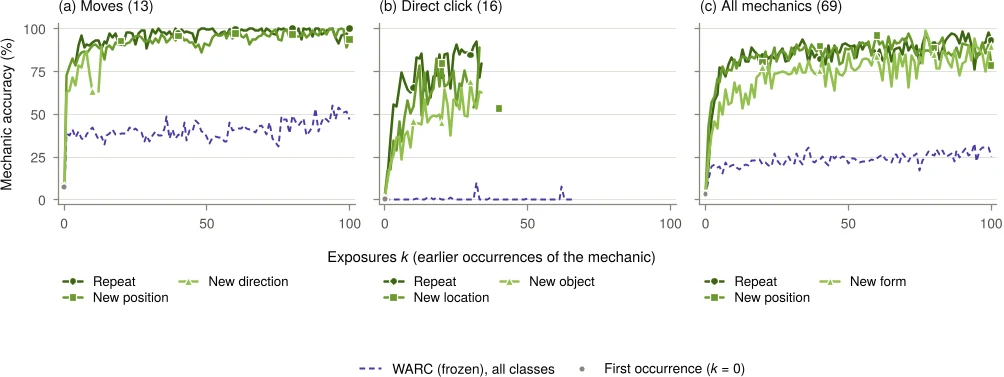 (a) Moves (13)
(b) Direct click (16)
(c) All mechanics (69)
Mechanic accuracy (%)
100
75
50
25
0
0 50 100
0 50 100
0 50 100
Exposures k (earlier occurrences of the mechanic)
Repeat New direction
New position
Repeat New object
New location
Repeat New form
New position
WARC (frozen), all classes First occurrence (k = 0)